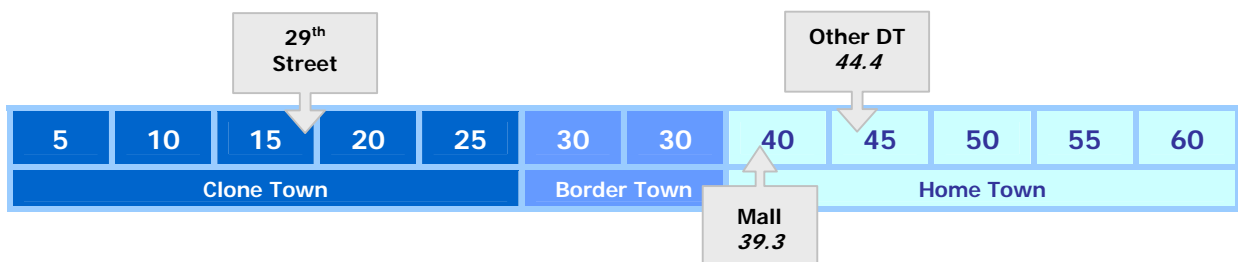 29th
Street
Other DT
44.4
5 10 15 20 25 30 30 40 45 50 55 60
Clone Town Border Town Home Town
Mall
39.3